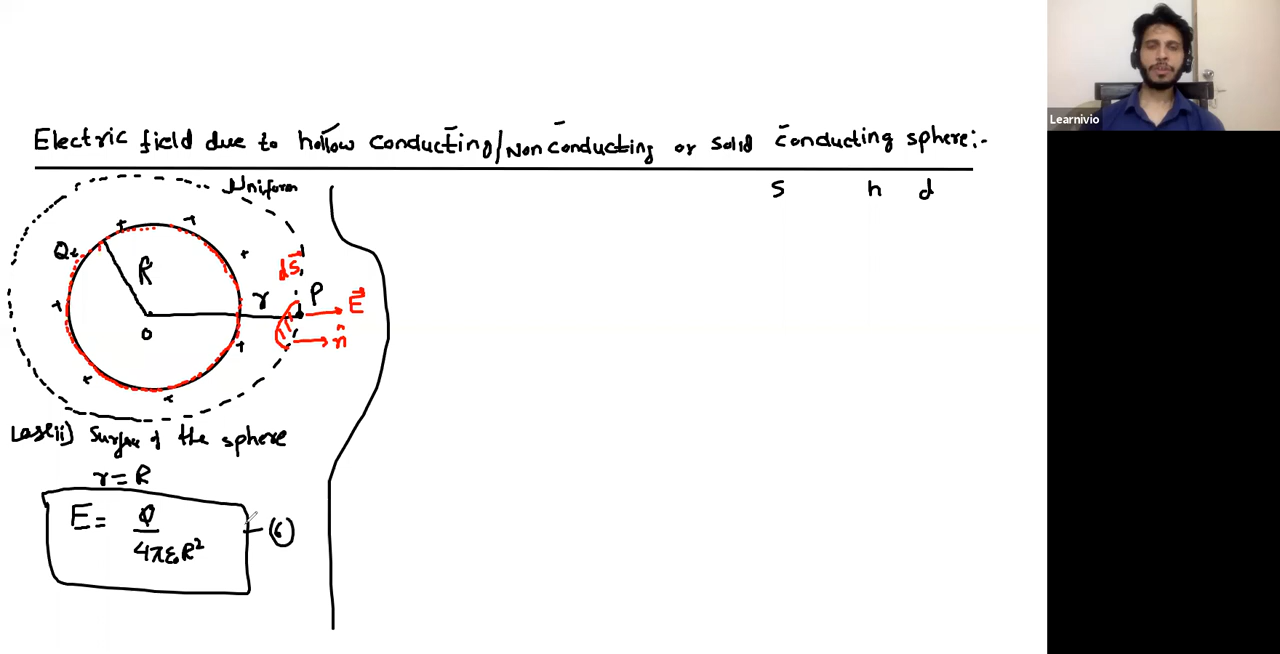 Electric field due to hollow conducting/Non conducting or solid conducting sphere:-
Uniform
S h d
Q
R
dS
r
P
E
n̂
O
Case ii) Surface of the sphere
r = R
E = Q / 4πε₀R² — (6)
Learnivio